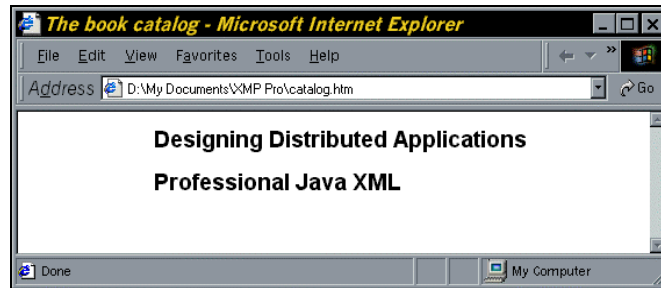 The book catalog - Microsoft Internet Explorer
File Edit View Favorites Tools Help »
Address D:\My Documents\XMP Pro\catalog.htm Go
Designing Distributed Applications
Professional Java XML
Done My Computer